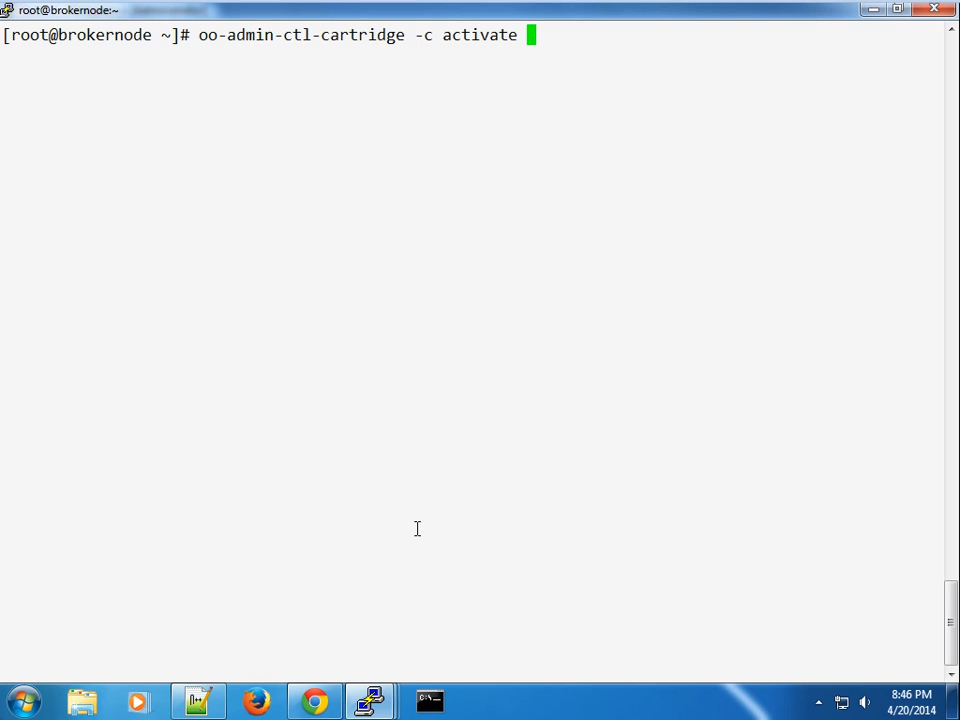 root@brokernode:~
[root@brokernode ~]# oo-admin-ctl-cartridge -c activate
8:46 PM
4/20/2014